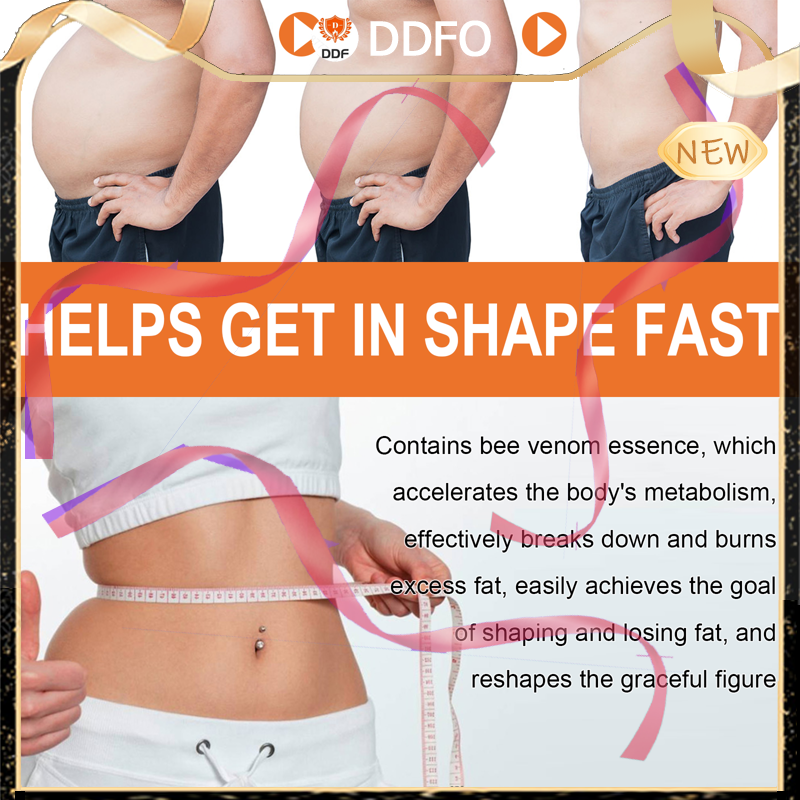 DDF
DDFO
NEW
HELPS GET IN SHAPE FAST
Contains bee venom essence, which
accelerates the body's metabolism,
effectively breaks down and burns
excess fat, easily achieves the goal
of shaping and losing fat, and
reshapes the graceful figure